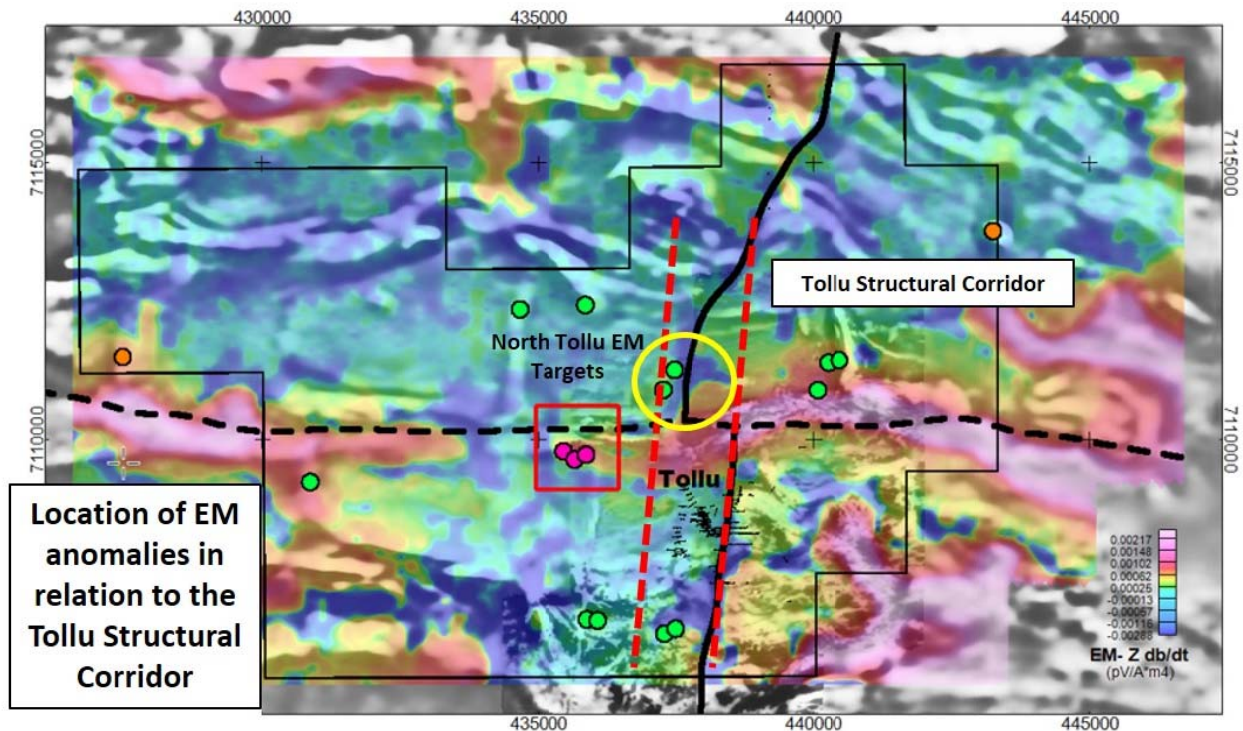 430000
435000
440000
445000
7115000
7115000
Tollu Structural Corridor
North Tollu EM
Targets
7110000
7110000
Tollu
Location of EM
anomalies in
relation to the
Tollu Structural
Corridor
0.00217
0.00148
0.00102
0.00062
0.00025
-0.00013
-0.00057
-0.00116
-0.00288
EM- Z db/dt
(pV/A*m4)
435000
440000
445000